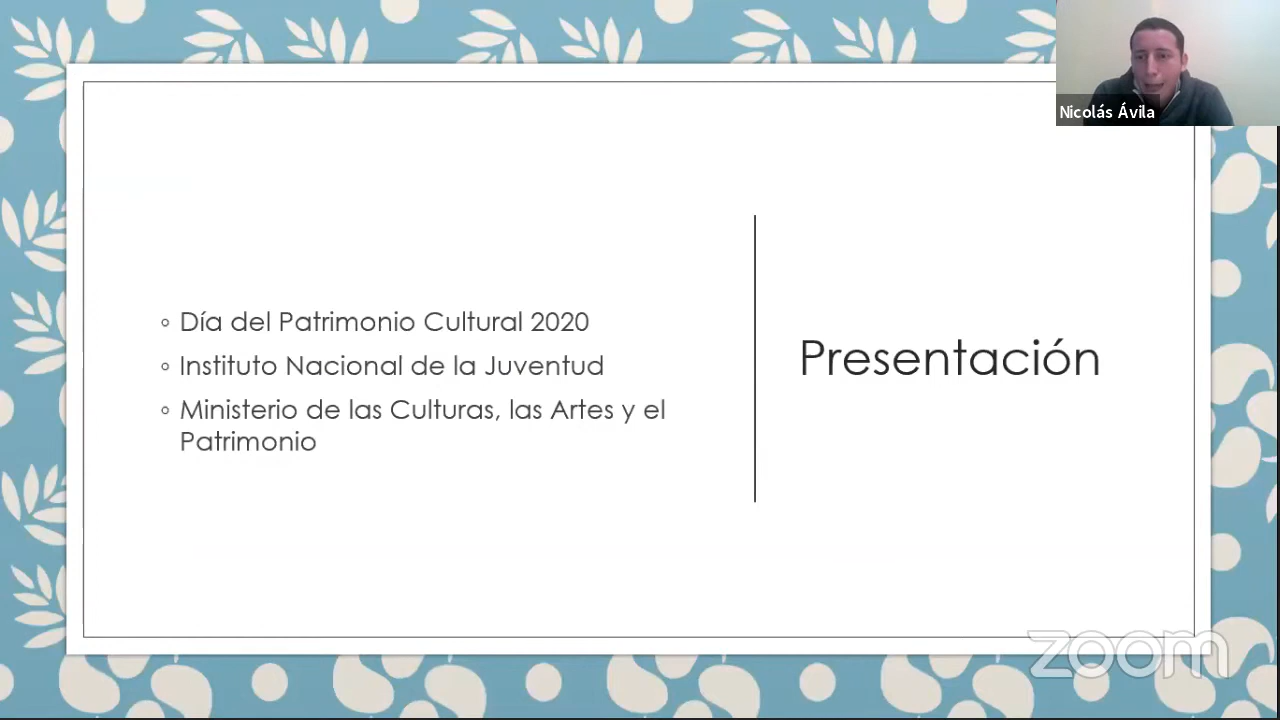 Nicolás Ávila
◦ Día del Patrimonio Cultural 2020
◦ Instituto Nacional de la Juventud
◦ Ministerio de las Culturas, las Artes y el
Patrimonio
Presentación
zoom